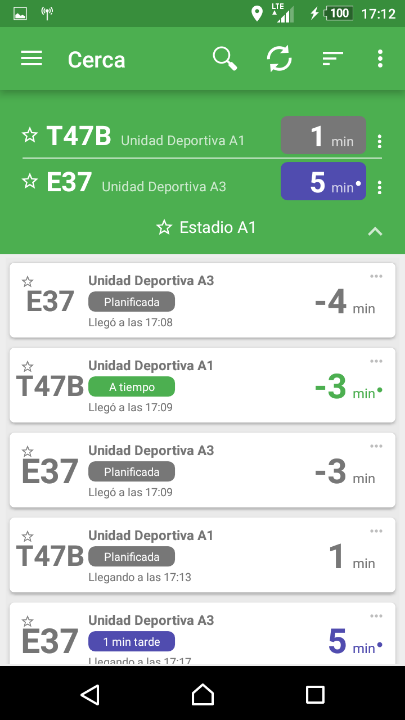 LTE 100 17:12
Cerca
T47B Unidad Deportiva A1 1 min
E37 Unidad Deportiva A3 5 min
Estadio A1
Unidad Deportiva A3
E37 Planificada -4 min
Llegó a las 17:08
Unidad Deportiva A1
T47B A tiempo -3 min
Llegó a las 17:09
Unidad Deportiva A3
E37 Planificada -3 min
Llegó a las 17:09
Unidad Deportiva A1
T47B Planificada 1 min
Llegando a las 17:13
Unidad Deportiva A3
E37 1 min tarde 5 min
Llegando a las 17:17